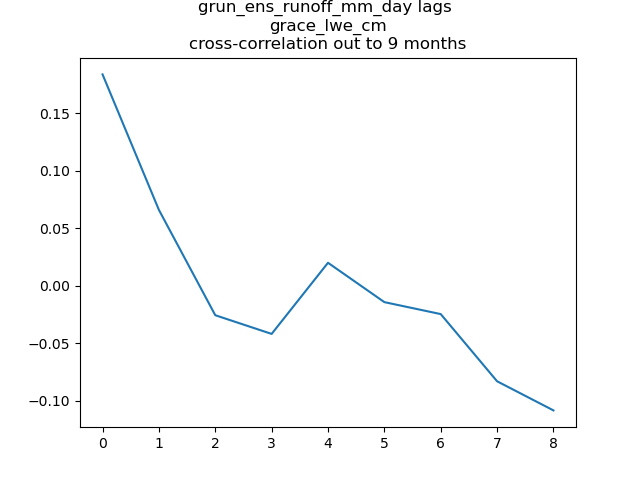 grun_ens_runoff_mm_day lags
grace_lwe_cm
cross-correlation out to 9 months
0.15
0.10
0.05
0.00
−0.05
−0.10
0 1 2 3 4 5 6 7 8